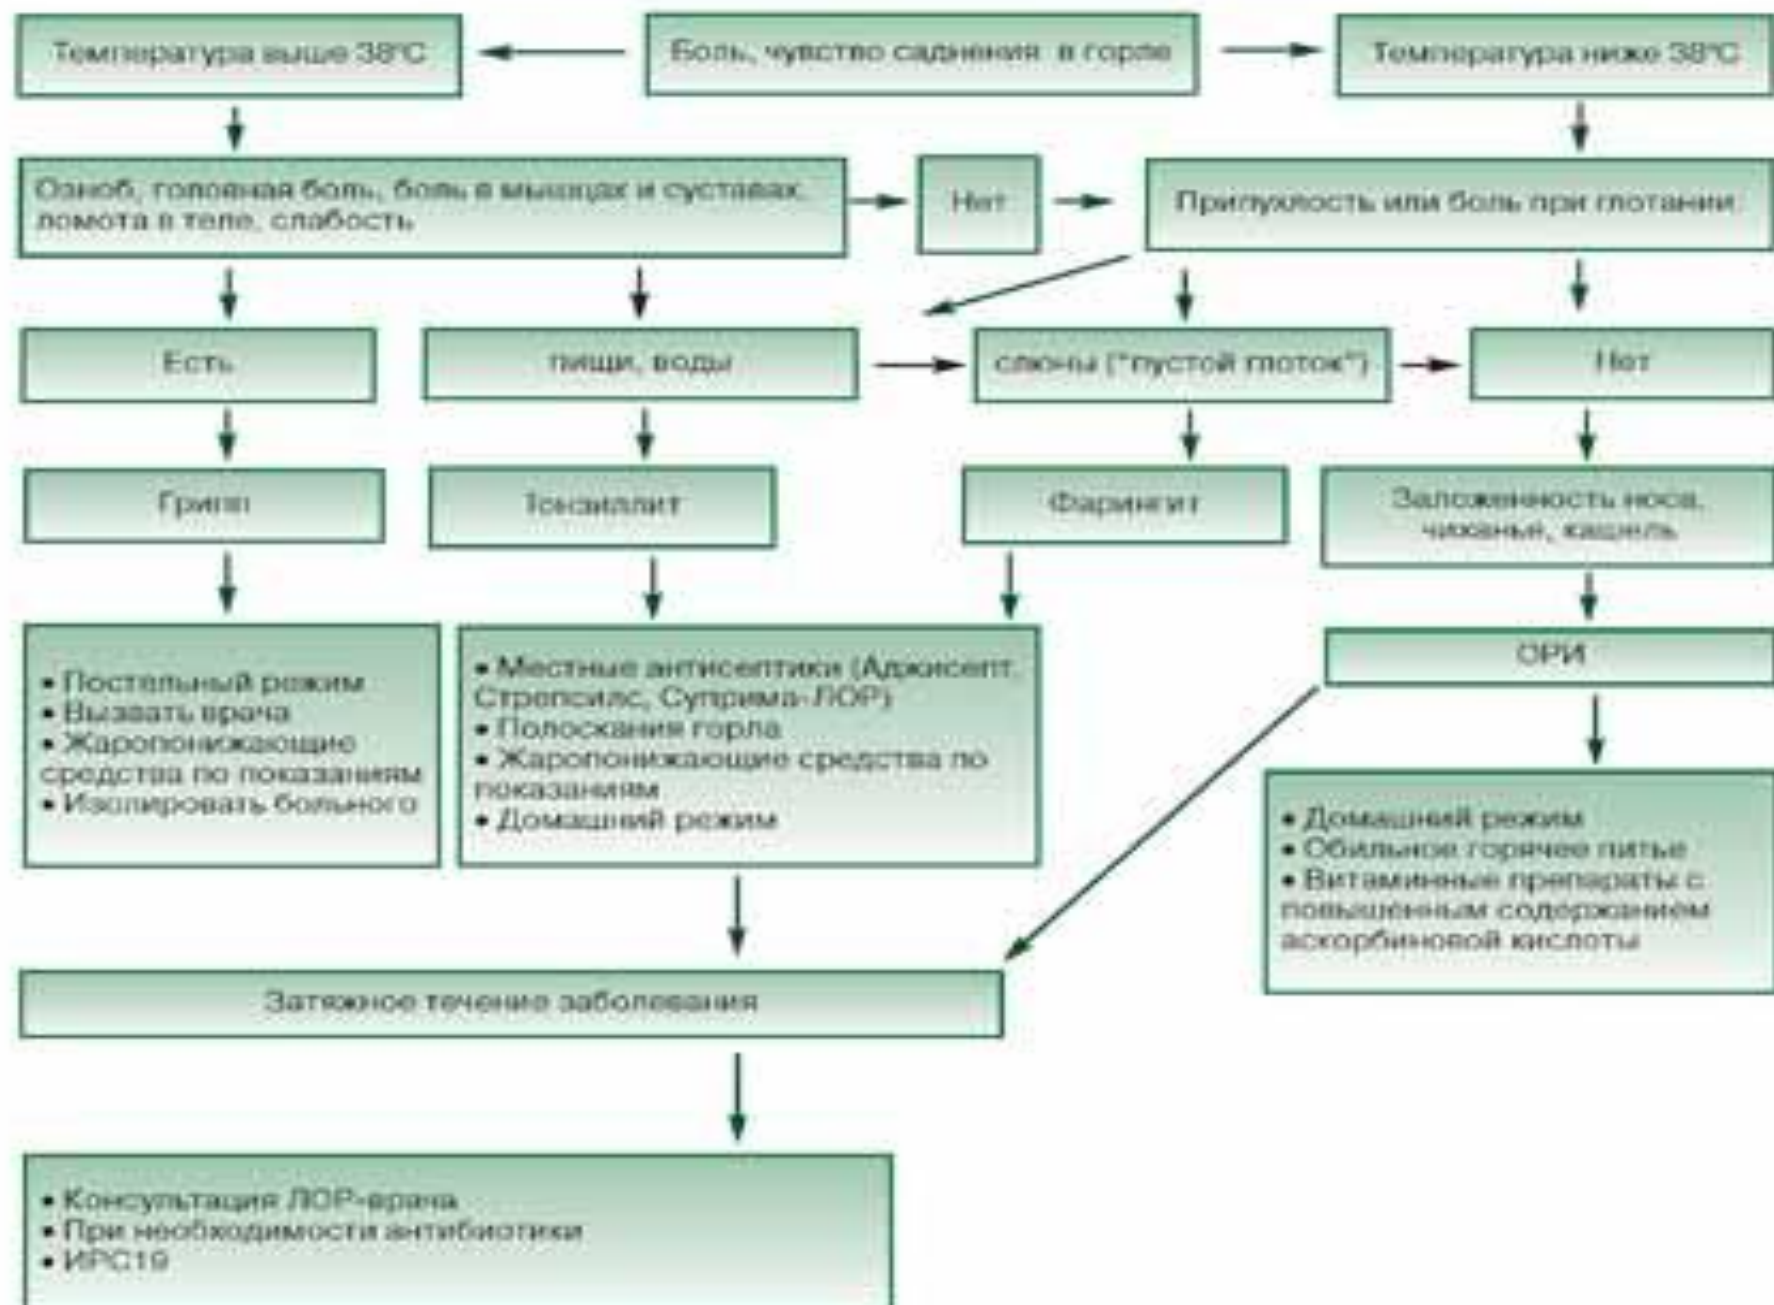 Температура выше 38°С
Боль, чувство саднения в горле
Температура ниже 38°С
Озноб, головная боль, боль в мышцах и суставах,
ломота в теле, слабость
Нет
Припухлость или боль при глотании:
Есть
пищи, воды
слюны ("пустой глоток")
Нет
Грипп
Тонзиллит
Фарингит
Заложенность носа,
чиханье, кашель
• Постельный режим
• Вызвать врача
• Жаропонижающие
средства по показаниям
• Изолировать больного
• Местные антисептики (Аджисепт,
Стрепсилс, Суприма-ЛОР)
• Полоскания горла
• Жаропонижающие средства по
показаниям
• Домашний режим
ОРИ
• Домашний режим
• Обильное горячее питье
• Витаминные препараты с
повышенным содержанием
аскорбиновой кислоты
Затяжное течение заболевания
• Консультация ЛОР-врача
• При необходимости антибиотики
• ИРС19